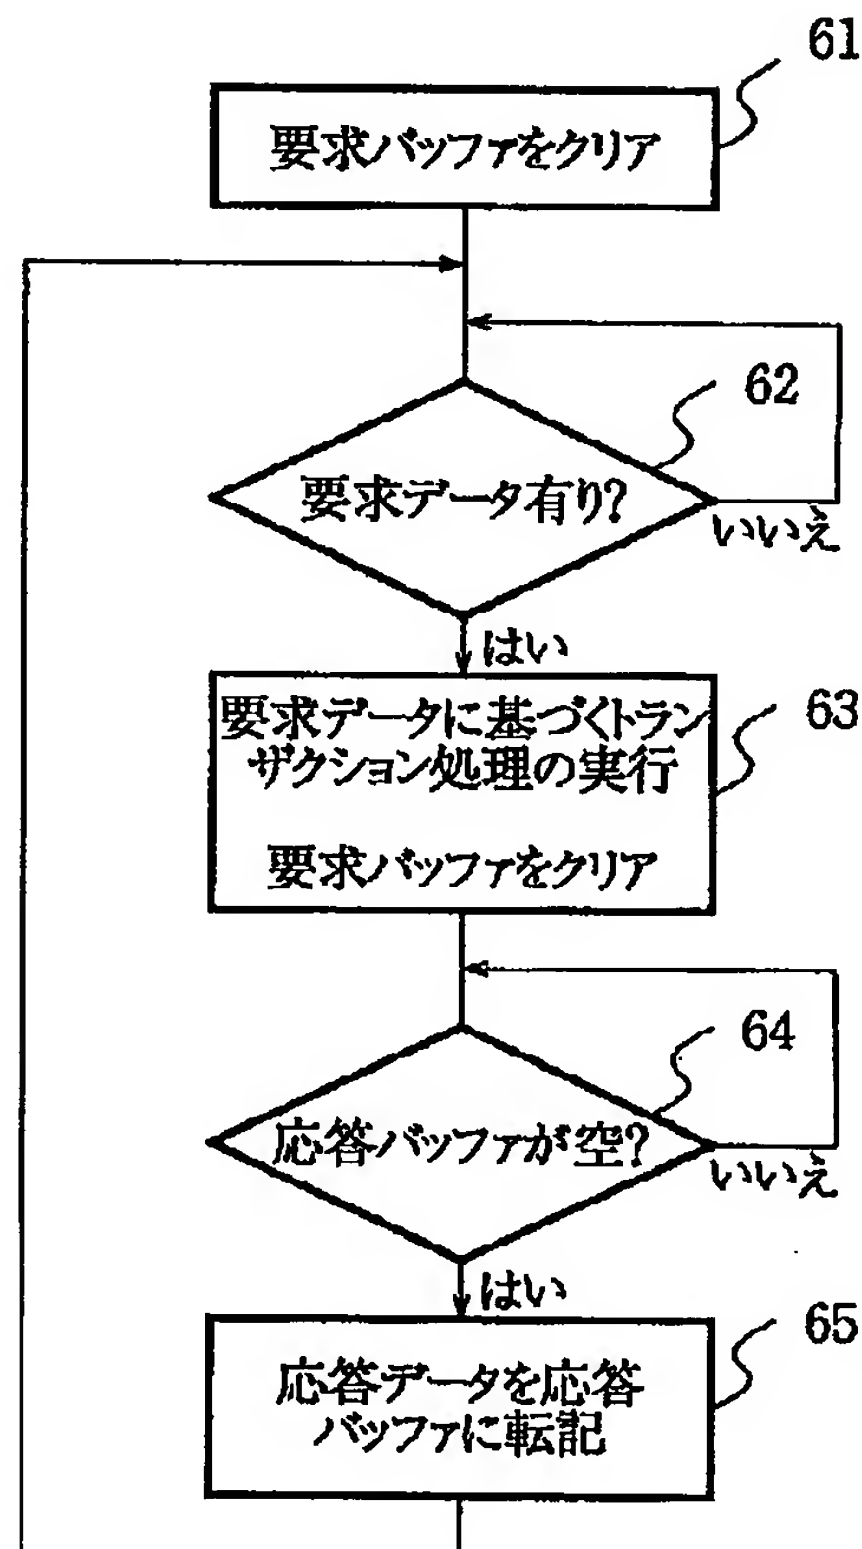 61
要求バッファをクリア
62
要求データ有り?
いいえ
はい
63
要求データに基づくトラン
ザクション処理の実行
要求バッファをクリア
64
応答バッファが空?
いいえ
はい
65
応答データを応答
バッファに転記